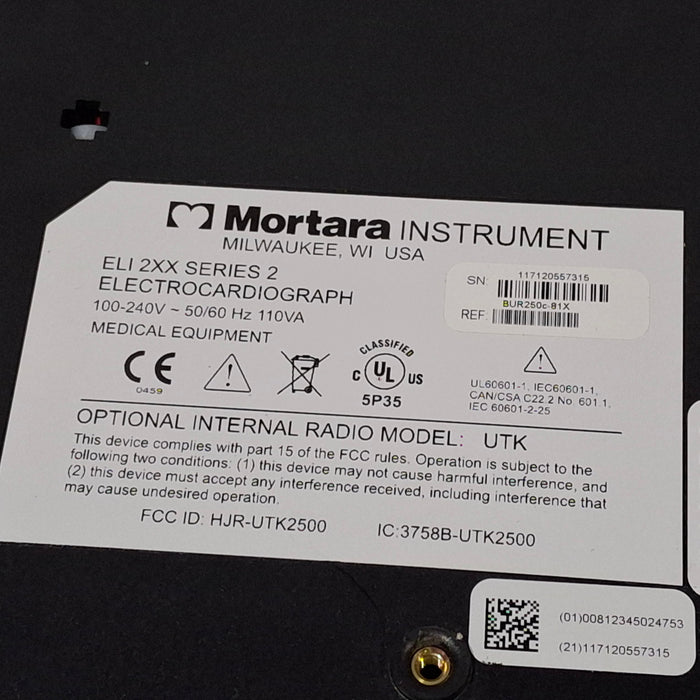 Mortara INSTRUMENT
MILWAUKEE, WI USA
ELI 2XX SERIES 2
ELECTROCARDIOGRAPH
100-240V ~ 50/60 Hz 110VA
MEDICAL EQUIPMENT
SN: 117120557315
REF: BUR250c-81X
CE
0459
CLASSIFIED
C UL US
5P35
UL60601-1, IEC60601-1,
CAN/CSA C22.2 No. 601.1,
IEC 60601-2-25
OPTIONAL INTERNAL RADIO MODEL: UTK
This device complies with part 15 of the FCC rules. Operation is subject to the
following two conditions: (1) this device may not cause harmful interference, and
(2) this device must accept any interference received, including interference that
may cause undesired operation.
FCC ID: HJR-UTK2500 IC:3758B-UTK2500
(01)00812345024753
(21)117120557315